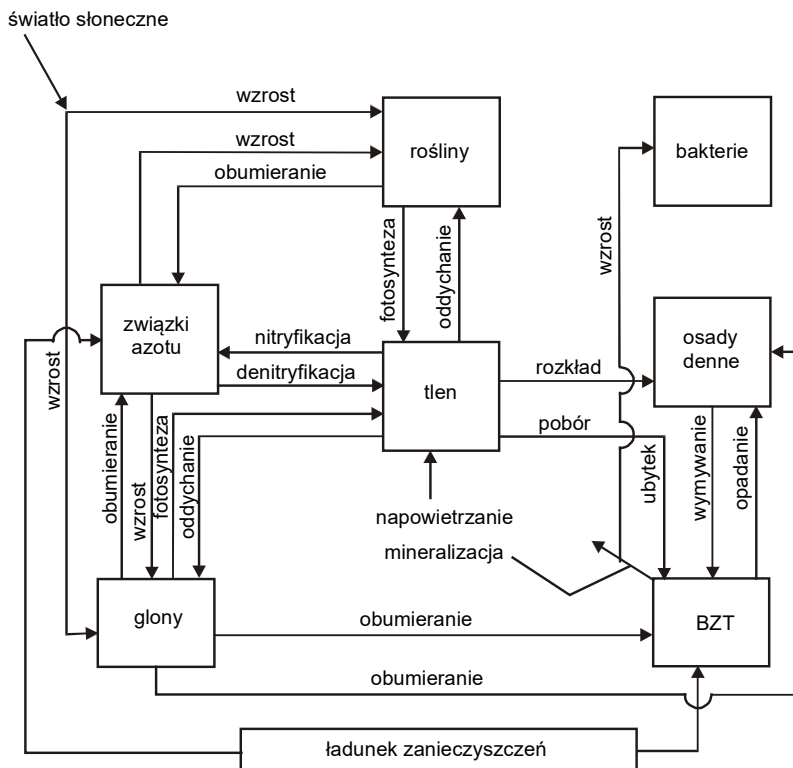 światło słoneczne
wzrost
rośliny
bakterie
wzrost
obumieranie
fotosynteza
oddychanie
wzrost
związki
azotu
osady
denne
nitryfikacja
denitryfikacja
wzrost
tlen
rozkład
pobór
ubytek
wymywanie
opadanie
obumieranie
wzrost
fotosynteza
oddychanie
napowietrzanie
mineralizacja
glony
obumieranie
BZT
obumieranie
ładunek zanieczyszczeń